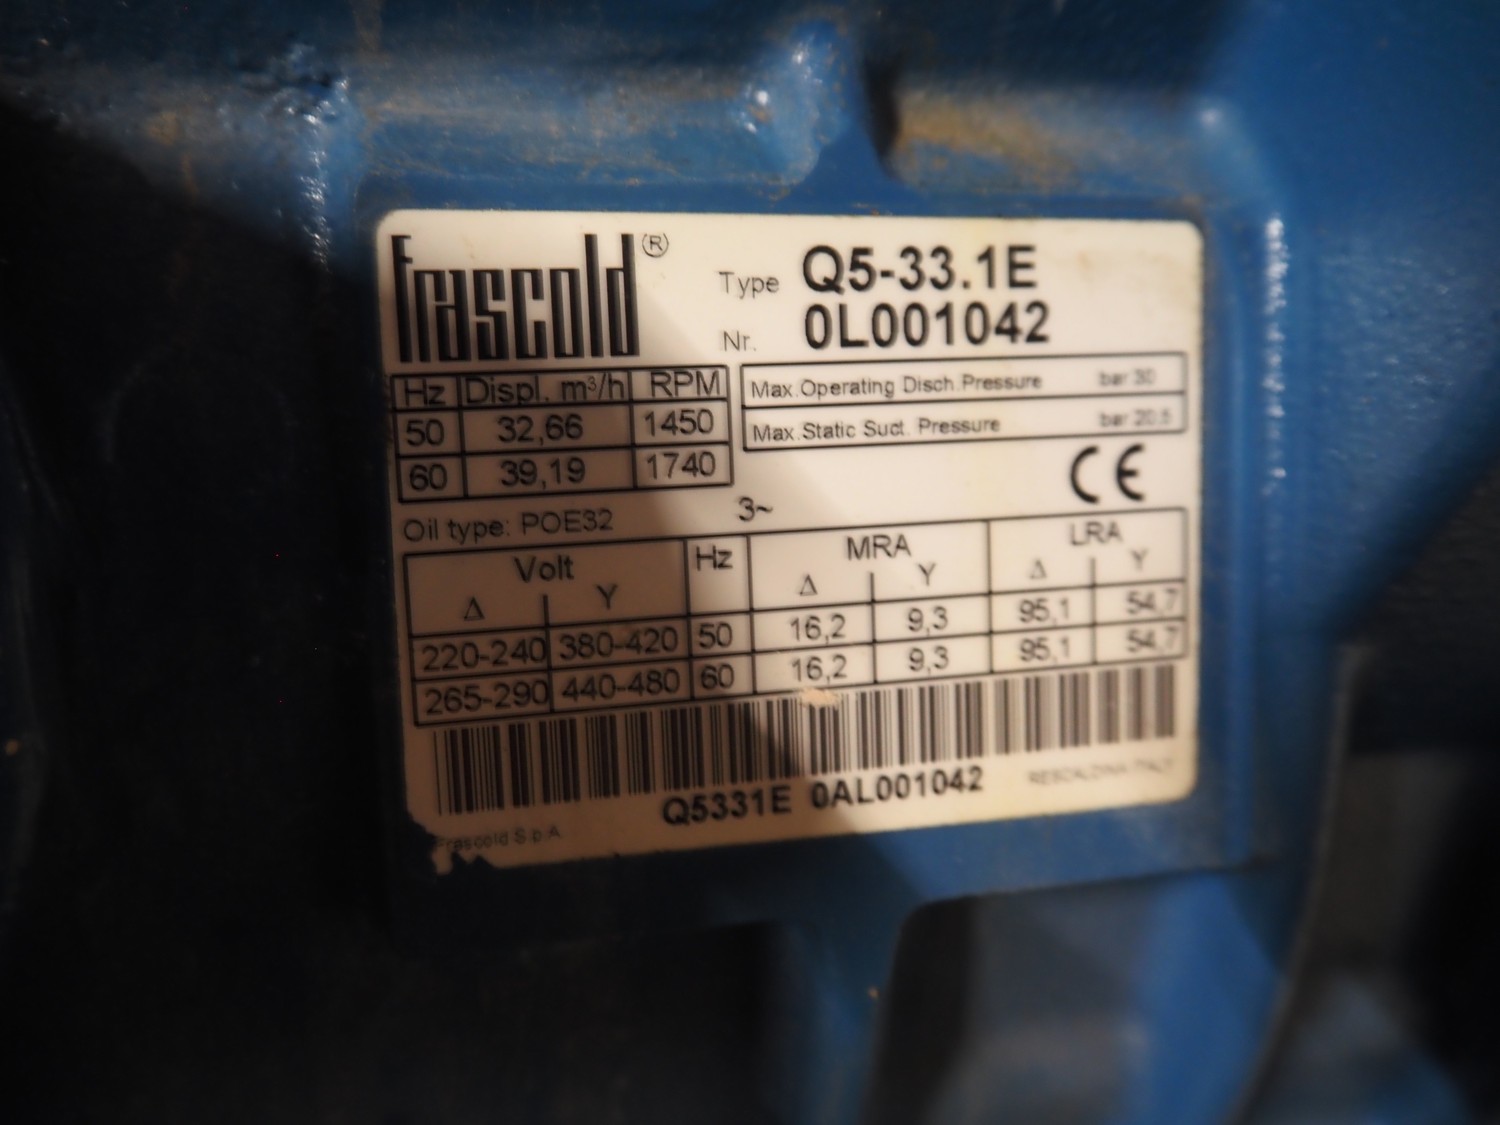 frascold®
Type Q5-33.1E
Nr. 0L001042
Hz Displ. m³/h RPM
50 32,66 1450
60 39,19 1740
Max.Operating Disch.Pressure bar 30
Max.Static Suct. Pressure bar 20,5
CE
Oil type: POE32 3~
Volt Hz MRA LRA
Δ Y Δ Y Δ Y
220-240 380-420 50 16,2 9,3 95,1 54,7
265-290 440-480 60 16,2 9,3 95,1 54,7
Q5331E 0AL001042
Frascold S.p.A. RESCALDINA ITALY